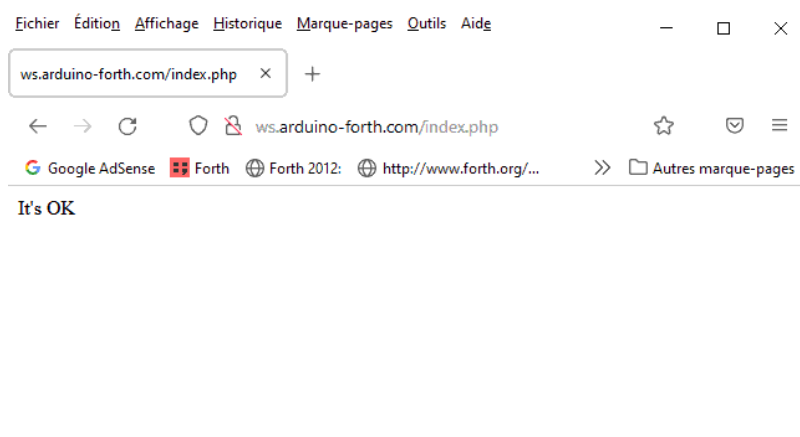 Fichier Édition Affichage Historique Marque-pages Outils Aide
ws.arduino-forth.com/index.php
ws.arduino-forth.com/index.php
Google AdSense Forth Forth 2012: http://www.forth.org/... Autres marque-pages
It's OK